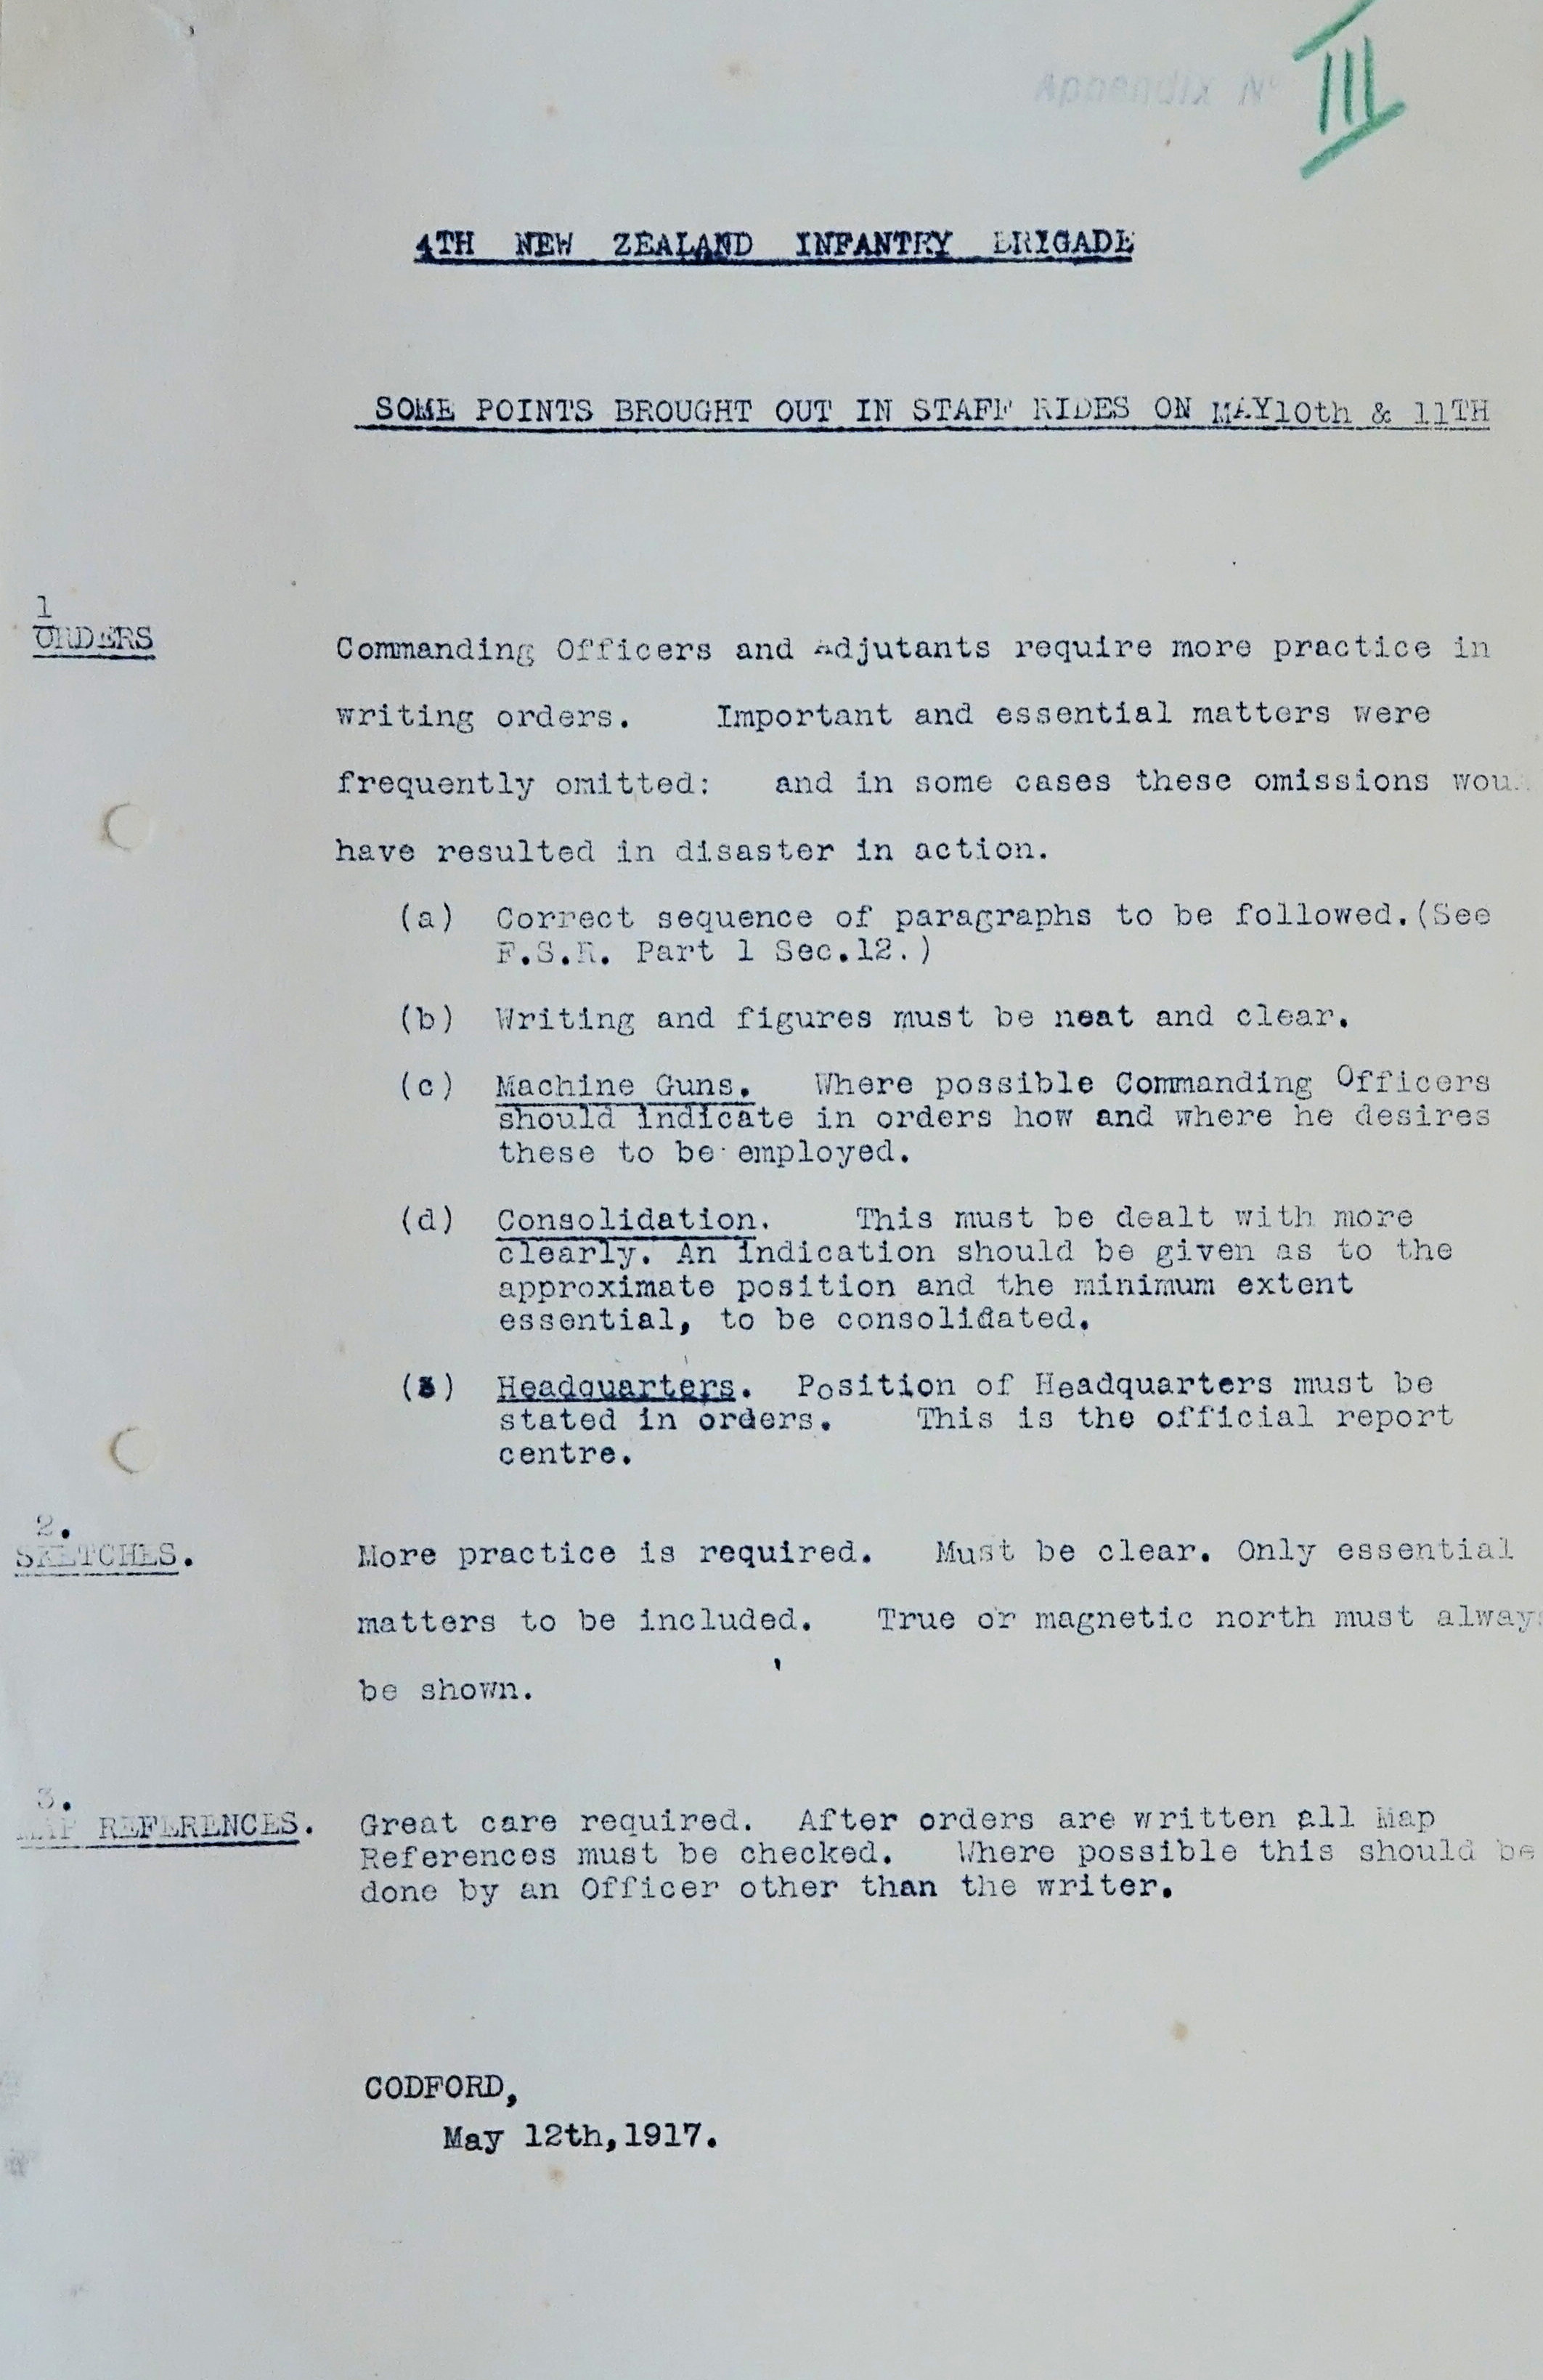 III
4TH NEW ZEALAND INFANTRY BRIGADE
SOME POINTS BROUGHT OUT IN STAFF RIDES ON MAY10th & 11TH
1
ORDERS
Commanding Officers and Adjutants require more practice in
writing orders. Important and essential matters were
frequently omitted: and in some cases these omissions wou
have resulted in disaster in action.
(a) Correct sequence of paragraphs to be followed.(See
F.S.R. Part 1 Sec.12.)
(b) Writing and figures must be neat and clear.
(c) Machine Guns. Where possible Commanding Officers
should indicate in orders how and where he desires
these to be employed.
(d) Consolidation. This must be dealt with more
clearly. An indication should be given as to the
approximate position and the minimum extent
essential, to be consolidated.
Headquarters. Position of Headquarters must be
stated in orders. This is the official report
centre.
2.
SKETCHES.
More practice is required. Must be clear. Only essential
matters to be included. True or magnetic north must always
be shown.
3.
MAP REFERENCES.
Great care required. After orders are written all Map
References must be checked. Where possible this should be
done by an Officer other than the writer.
CODFORD,
May 12th,1917.